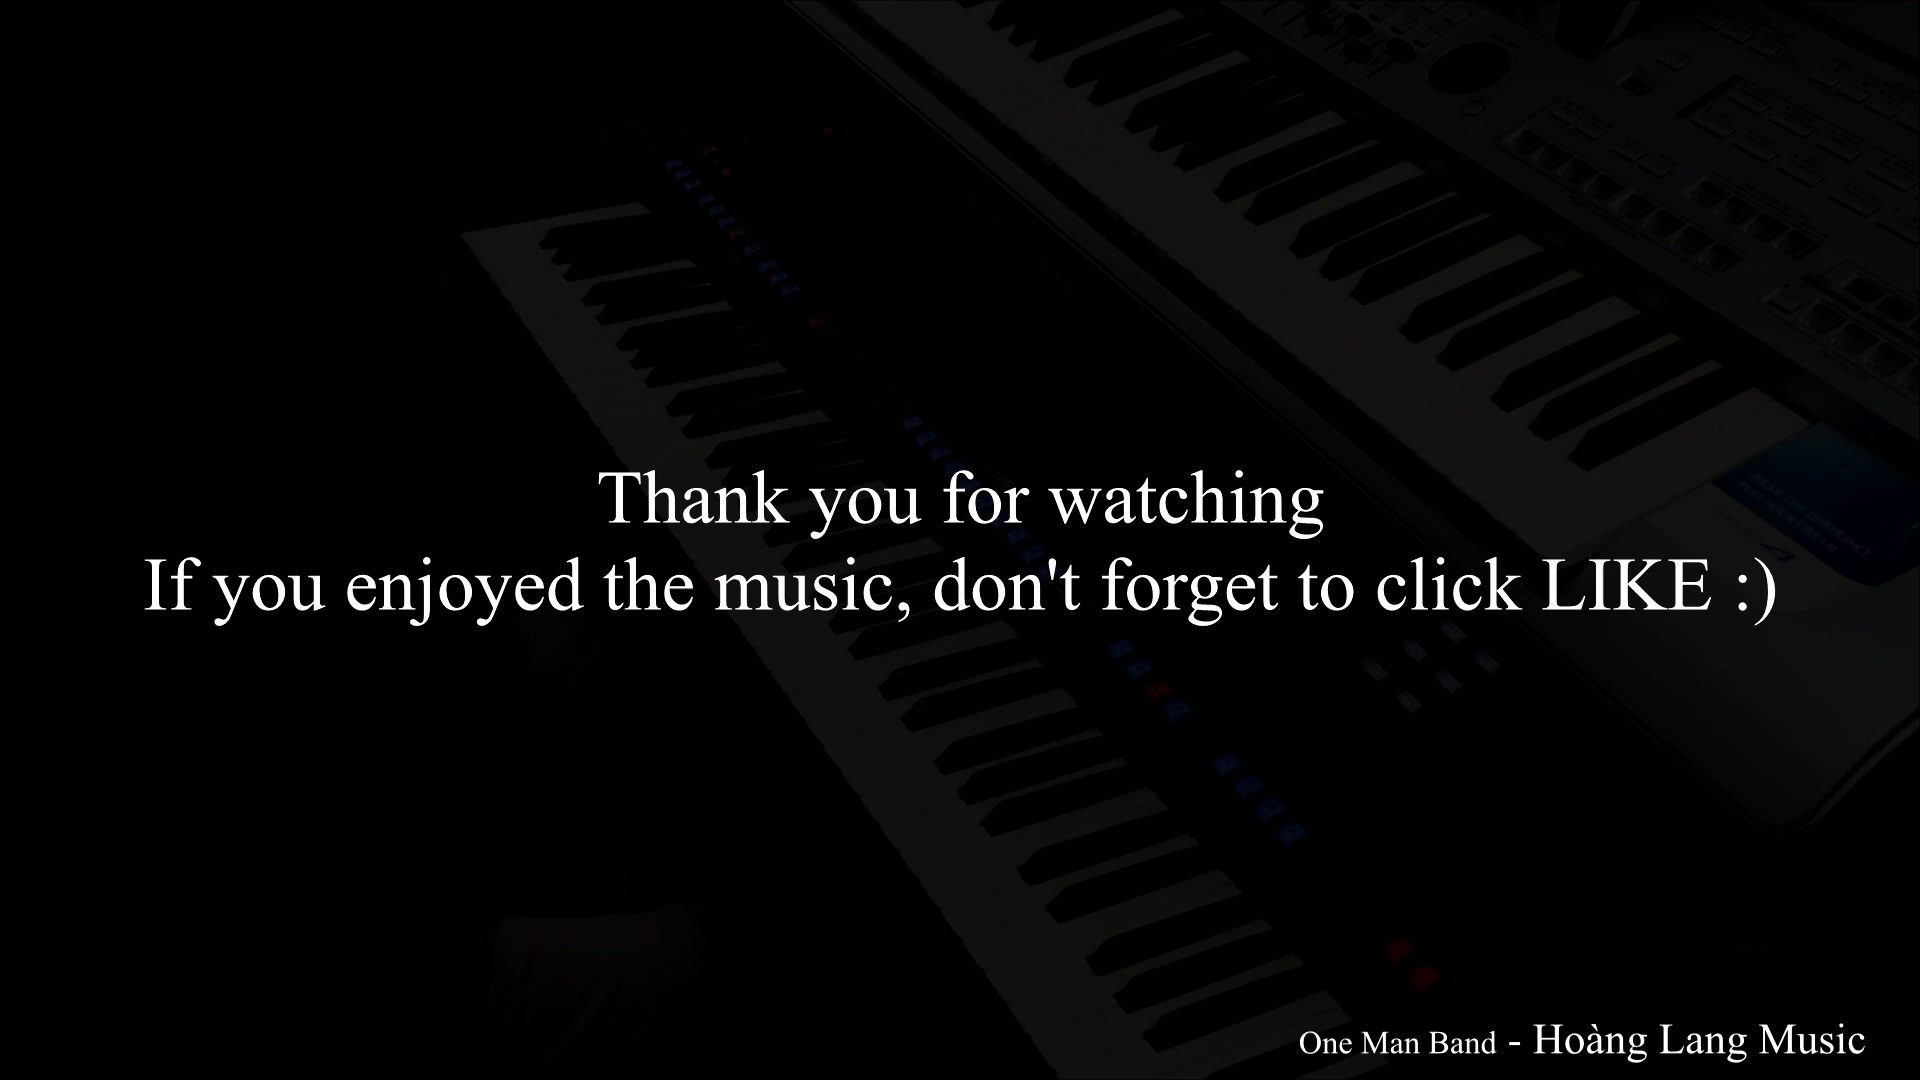 Thank you for watching
If you enjoyed the music, don't forget to click LIKE :)
One Man Band - Hoàng Lang Music